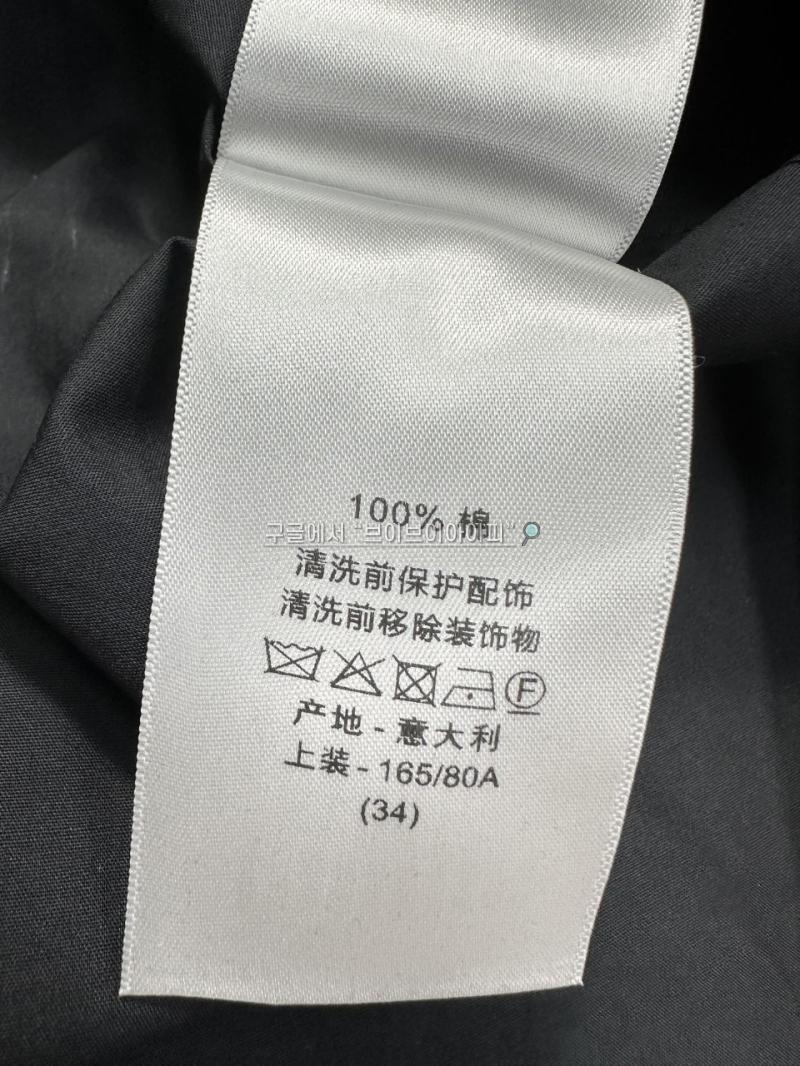 100% 棉
구글에서 "브이브이아이피"
清洗前保护配饰
清洗前移除装饰物
F
产地 - 意大利
上装 - 165/80A
(34)